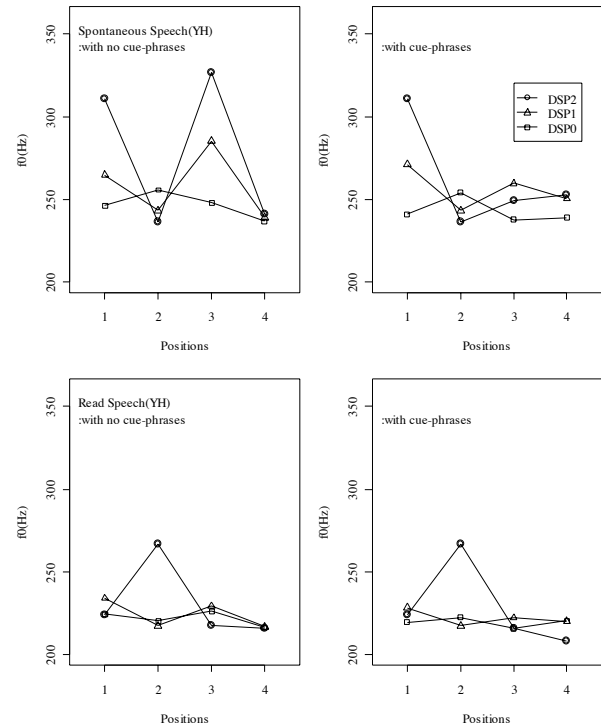 Spontaneous Speech(YH)
:with no cue-phrases
f0(Hz)
350
300
250
200
1 2 3 4
Positions
:with cue-phrases
DSP2
DSP1
DSP0
f0(Hz)
350
300
250
200
1 2 3 4
Positions
Read Speech(YH)
:with no cue-phrases
f0(Hz)
350
300
250
200
1 2 3 4
Positions
:with cue-phrases
f0(Hz)
350
300
250
200
1 2 3 4
Positions